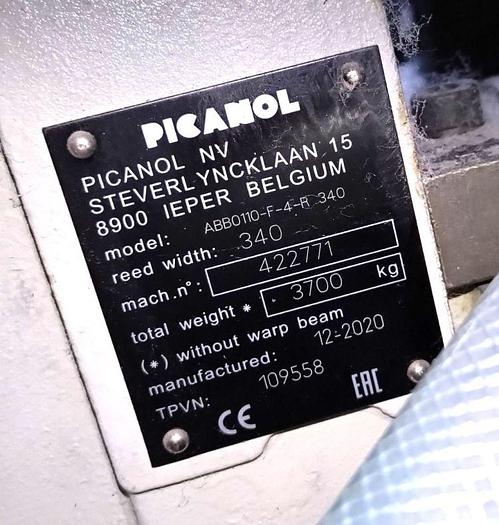 PICANOL
PICANOL NV
STEVERLYNCKLAAN 15
8900 IEPER BELGIUM
model: ABB0110-F-4-R 340
reed width: 340
mach.n°: 422771
total weight * 3700 kg
(*) without warp beam
manufactured: 12-2020
TPVN: 109558
CE EAC